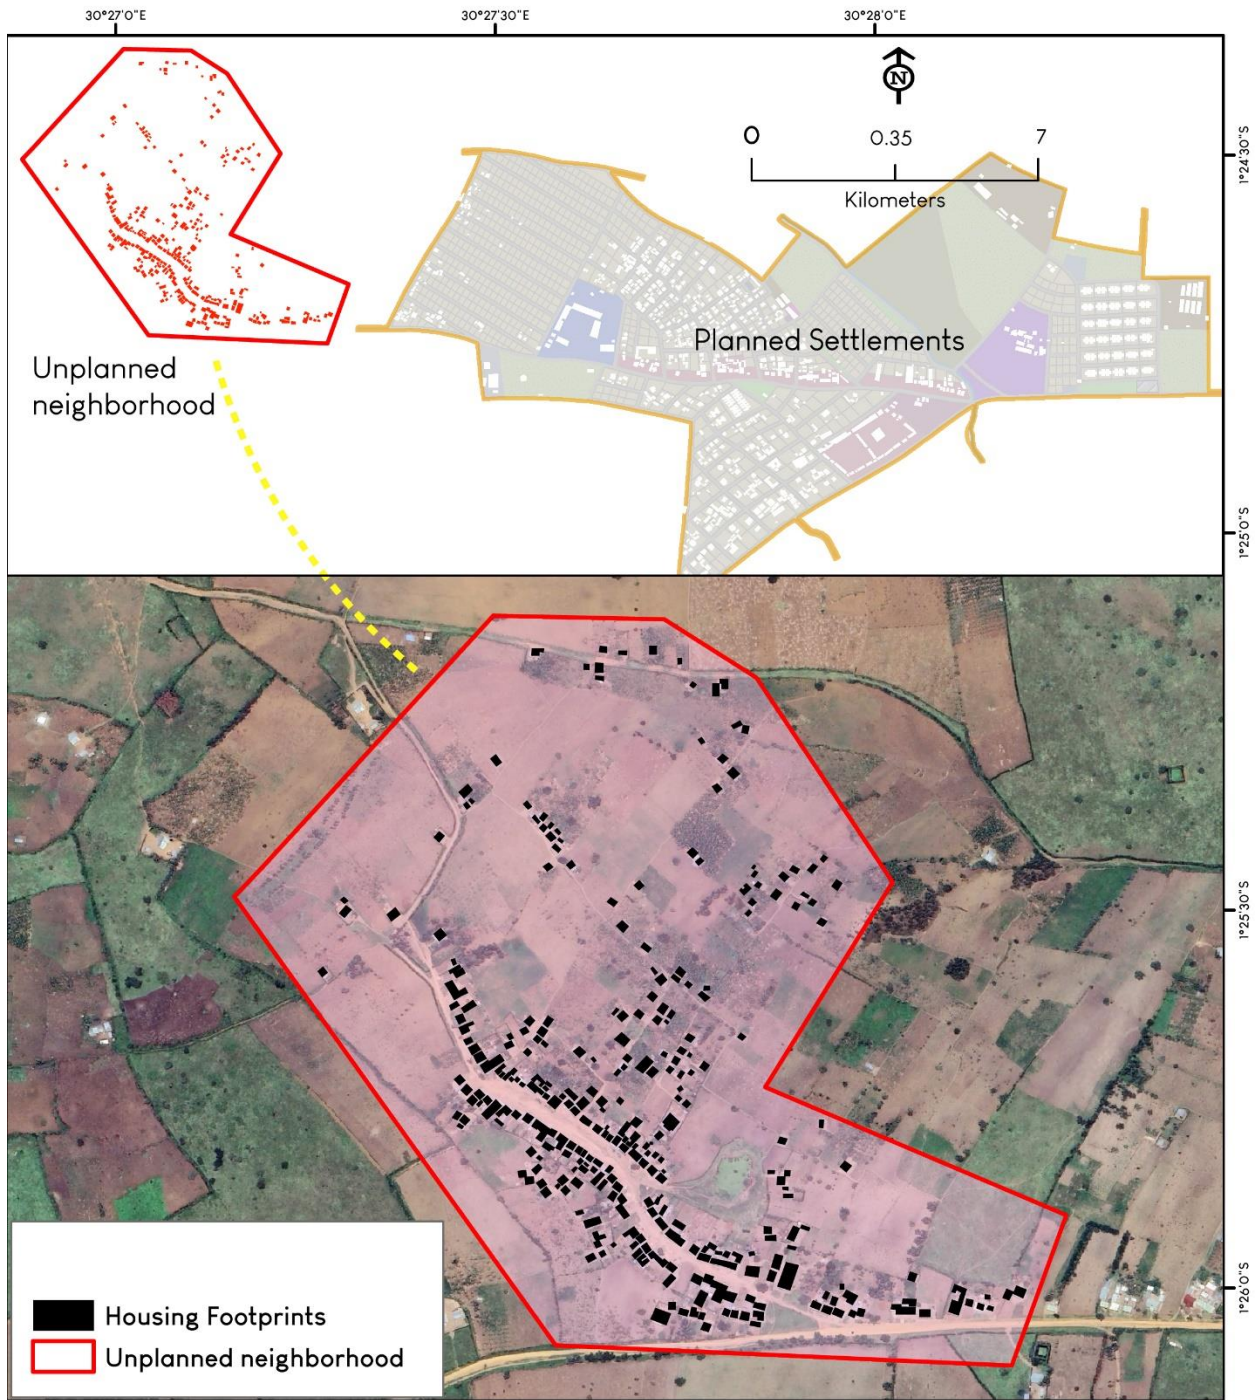 30°27'0"E
30°27'30"E
30°28'0"E
N
0
0.35
7
Kilometers
1°24'30"S
Planned Settlements
Unplanned
neighborhood
1°25'0"S
1°25'30"S
1°26'0"S
Housing Footprints
Unplanned neighborhood